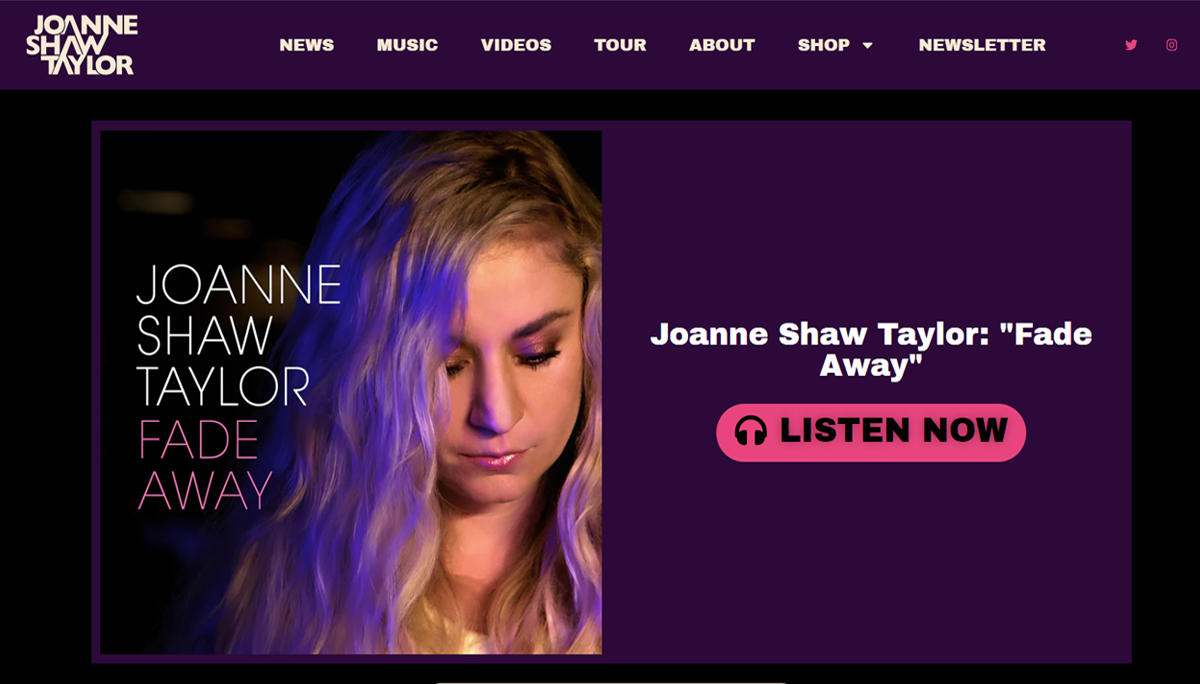 JOANNE
SHAW
TAYLOR
NEWS MUSIC VIDEOS TOUR ABOUT SHOP NEWSLETTER
JOANNE
SHAW
TAYLOR
FADE
AWAY
Joanne Shaw Taylor: "Fade
Away"
LISTEN NOW